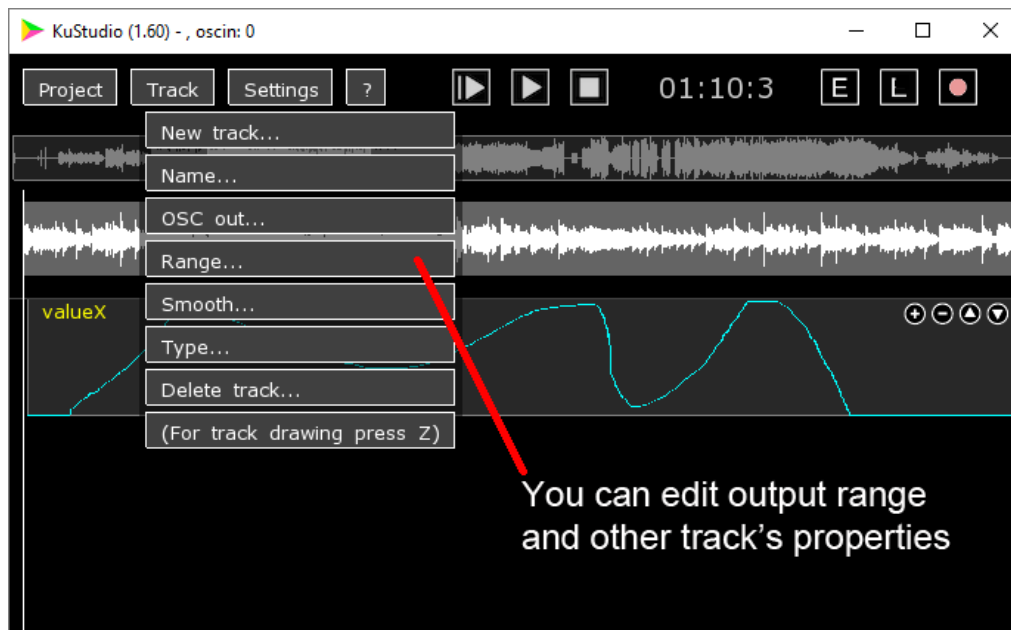 KuStudio (1.60) - , oscin: 0
Project Track Settings ? 01:10:3 E L
New track...
Name...
OSC out...
Range...
Smooth...
valueX
Type...
Delete track...
(For track drawing press Z)
You can edit output range
and other track's properties